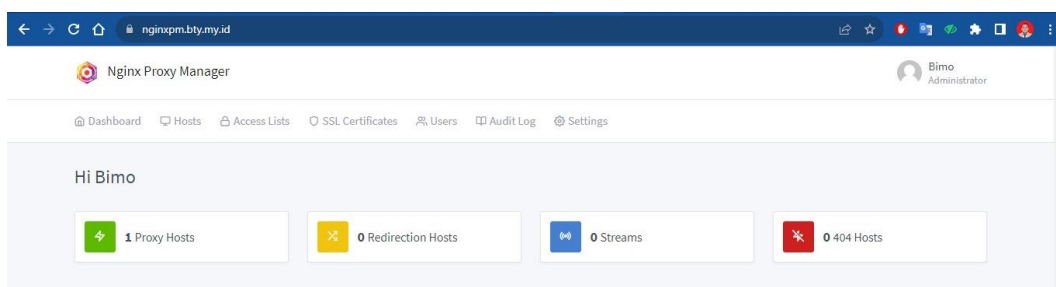 nginxpm.bty.my.id
Nginx Proxy Manager
Bimo
Administrator
Dashboard Hosts Access Lists SSL Certificates Users Audit Log Settings
Hi Bimo
1 Proxy Hosts 0 Redirection Hosts 0 Streams 0 404 Hosts